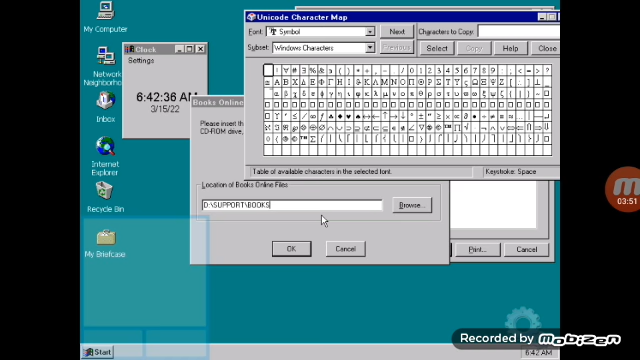 My Computer
Network
Neighborho
Inbox
Internet
Explorer
Recycle Bin
My Briefcase
Clock
Settings
6:42:36 AM
3/15/22
Unicode Character Map
Font:
Symbol
Next
Characters to Copy:
Subset:
Windows Characters
Previous
Select
Copy
Help
Close
Table of available characters in the selected font.
Keystroke: Space
Books Online
Please insert the
CD-ROM drive,
Location of Books Online Files
D:\SUPPORT\BOOKS
Browse...
OK
Cancel
Print...
Cancel
Start
6:42 AM
03:51
Recorded by mobizen